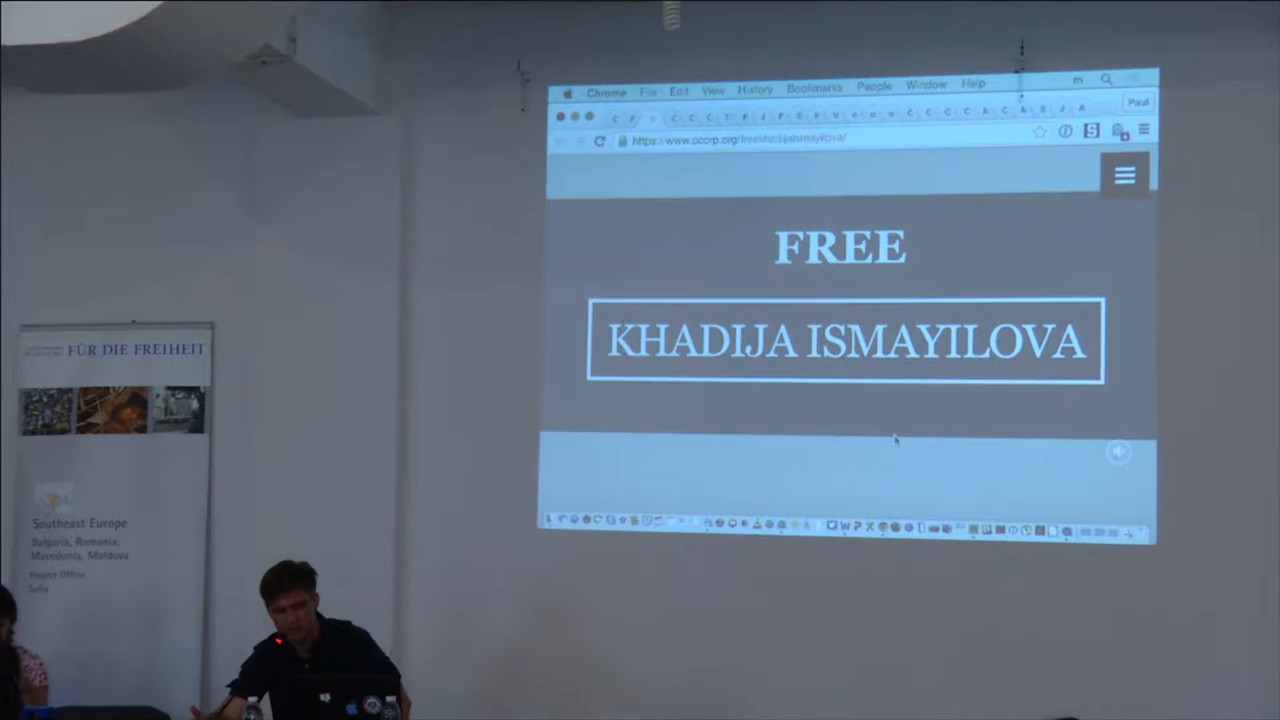 Chrome File Edit View History Bookmarks People Window Help
Paul
https://www.occrp.org/freekhadijaismayilova/
FREE
KHADIJA ISMAYILOVA
FÜR DIE FREIHEIT
Southeast Europe
Bulgaria, Romania,
Macedonia, Moldova
Project Office
Sofia